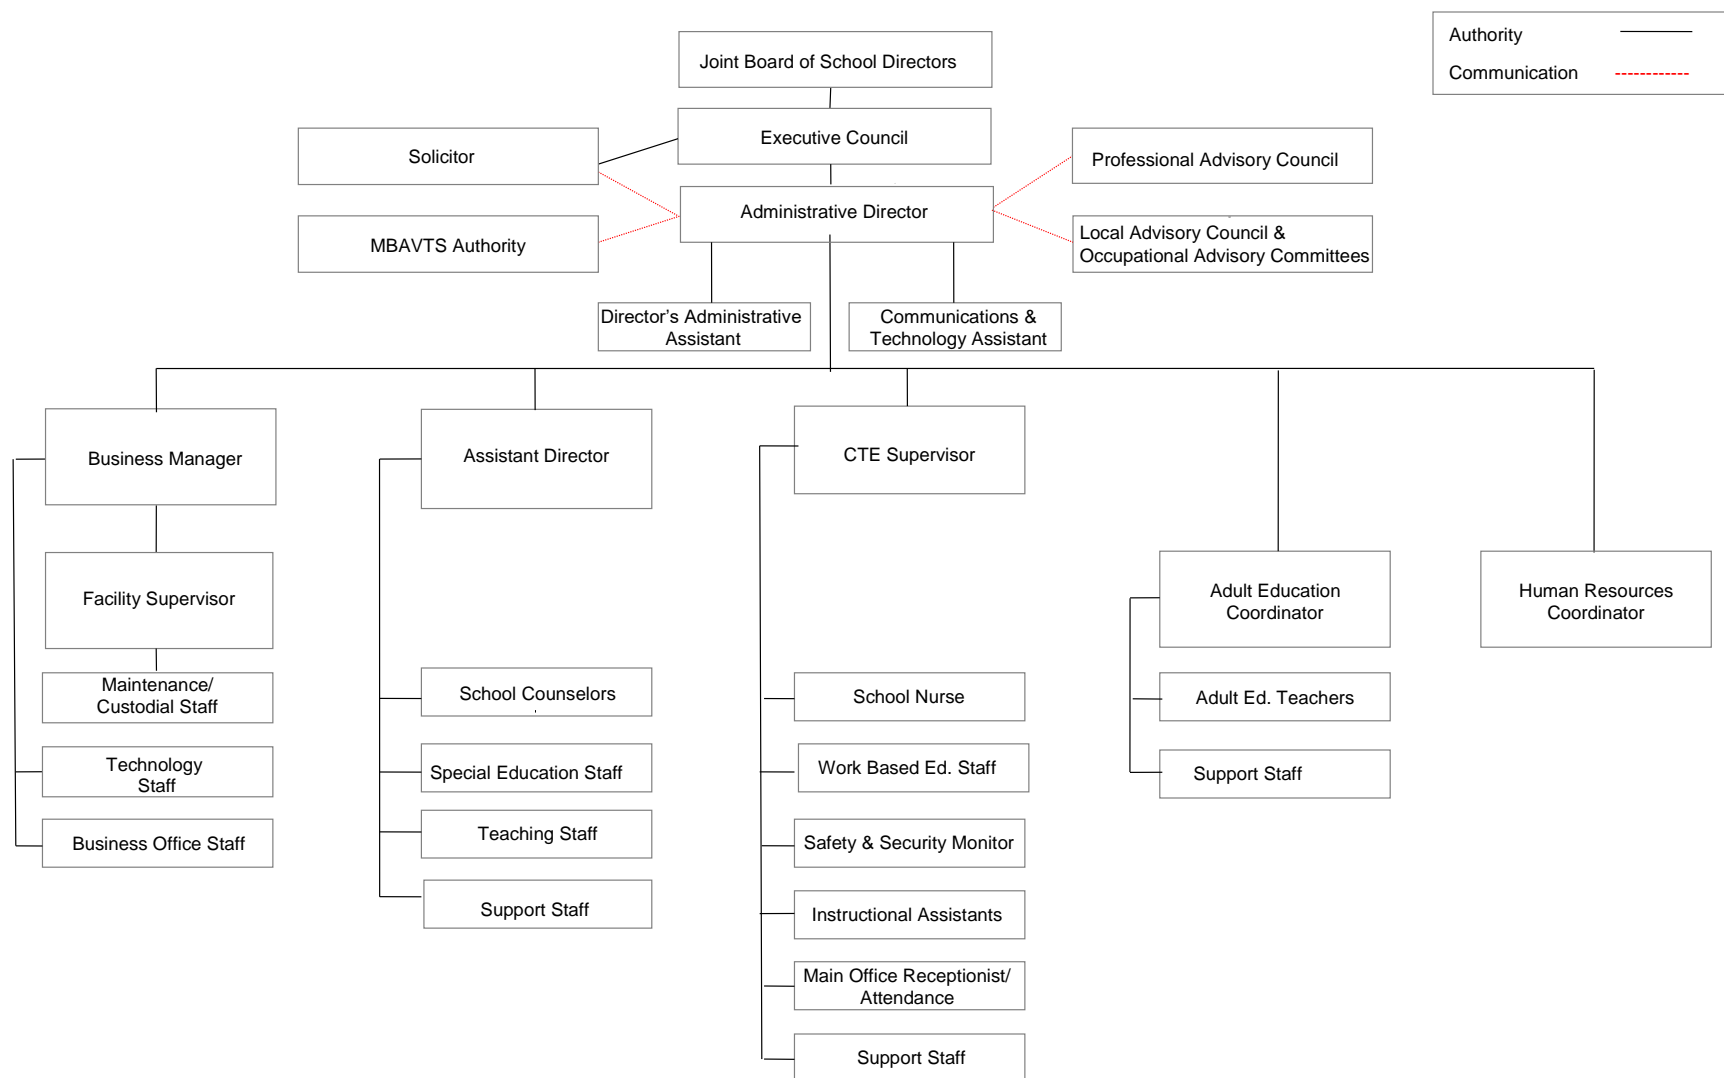 Authority
Communication
Joint Board of School Directors
Executive Council
Solicitor
Professional Advisory Council
Administrative Director
MBAVTS Authority
Local Advisory Council &
Occupational Advisory Committees
Director’s Administrative
Assistant
Communications &
Technology Assistant
Business Manager
Assistant Director
CTE Supervisor
Facility Supervisor
Adult Education
Coordinator
Human Resources
Coordinator
Maintenance/
Custodial Staff
School Counselors
School Nurse
Adult Ed. Teachers
Technology
Staff
Special Education Staff
Work Based Ed. Staff
Support Staff
Business Office Staff
Teaching Staff
Safety & Security Monitor
Support Staff
Instructional Assistants
Main Office Receptionist/
Attendance
Support Staff